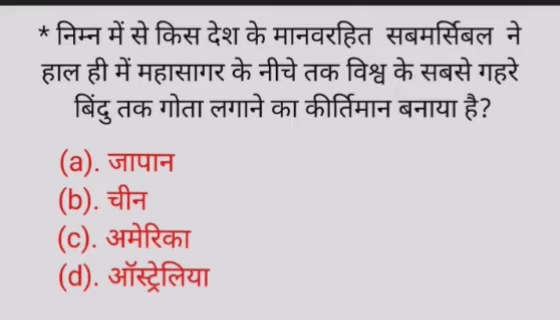 * निम्न में से किस देश के मानवरहित सबमर्सिबल ने
हाल ही में महासागर के नीचे तक विश्व के सबसे गहरे
बिंदु तक गोता लगाने का कीर्तिमान बनाया है?
(a). जापान
(b). चीन
(c). अमेरिका
(d). ऑस्ट्रेलिया